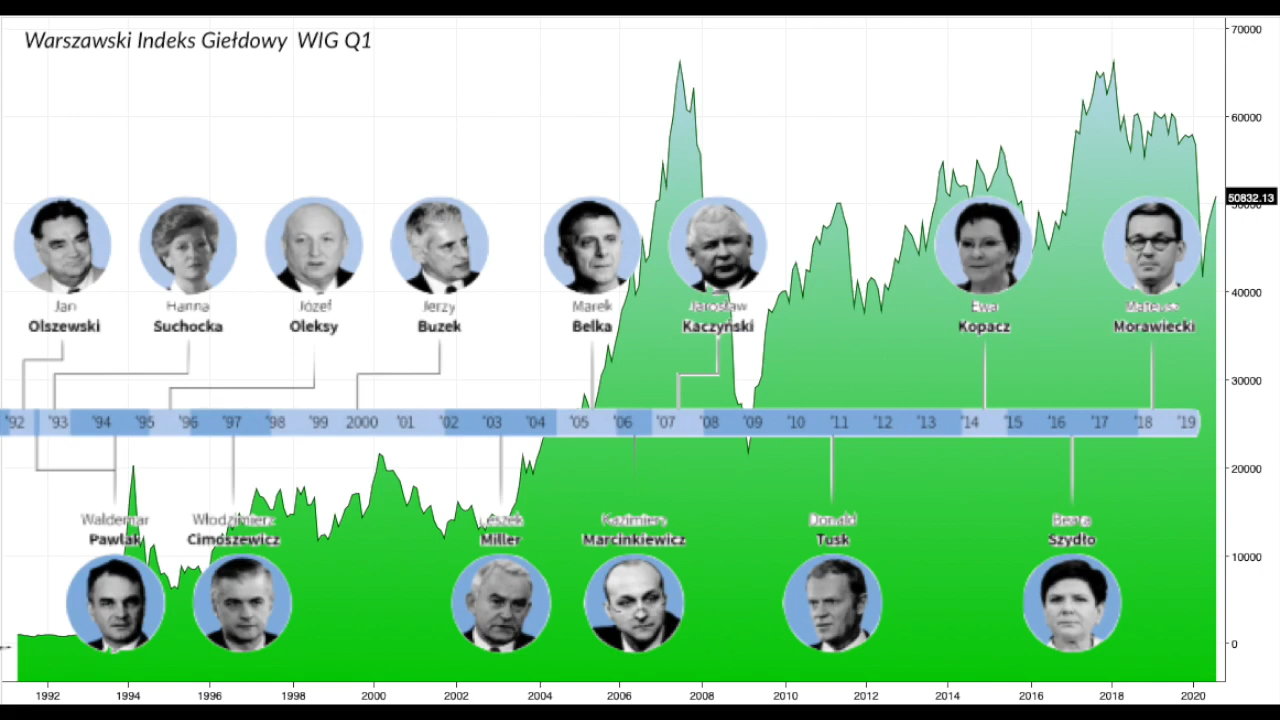 Warszawski Indeks Giełdowy WIG Q1
70000
60000
50832.13
40000
30000
20000
10000
0
Jan
Olszewski
Hanna
Suchocka
Józef
Oleksy
Jerzy
Buzek
Marek
Belka
Jarosław
Kaczyński
Ewa
Kopacz
Mateusz
Morawiecki
'92 '93 '94 '95 '96 '97 '98 '99 2000 '01 '02 '03 '04 '05 '06 '07 '08 '09 '10 '11 '12 '13 '14 '15 '16 '17 '18 '19
Waldemar
Pawlak
Włodzimierz
Cimoszewicz
Leszek
Miller
Kazimierz
Marcinkiewicz
Donald
Tusk
Beata
Szydło
1992 1994 1996 1998 2000 2002 2004 2006 2008 2010 2012 2014 2016 2018 2020